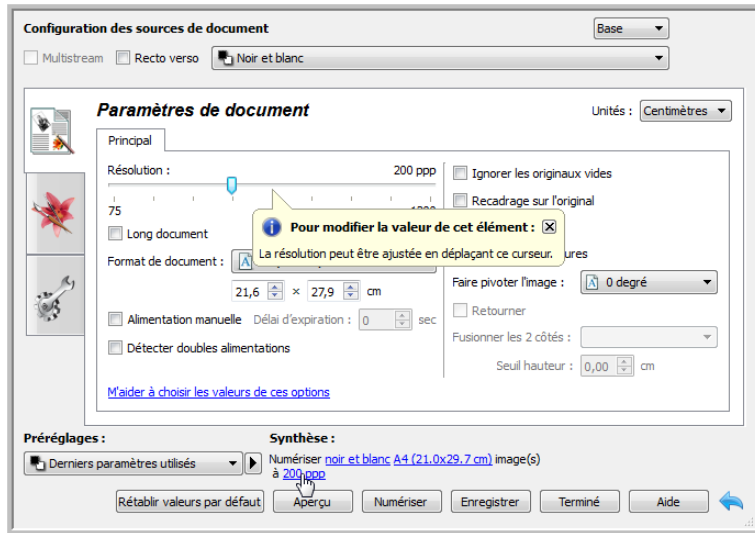 Configuration des sources de document
Base
Multistream
Recto verso
Noir et blanc
Paramètres de document
Unités :
Centimètres
Principal
Résolution :
200 ppp
75
Long document
Format de document :
21,6
×
27,9
cm
Alimentation manuelle
Délai d'expiration :
0
sec
Détecter doubles alimentations
M'aider à choisir les valeurs de ces options
Ignorer les originaux vides
Recadrage sur l'original
Pour modifier la valeur de cet élément :
La résolution peut être ajustée en déplaçant ce curseur.
Faire pivoter l'image :
0 degré
Retourner
Fusionner les 2 côtés :
Seuil hauteur :
0,00
cm
Préréglages :
Derniers paramètres utilisés
Synthèse :
Numériser noir et blanc A4 (21.0x29.7 cm) image(s)
à 200 ppp
Rétablir valeurs par défaut
Aperçu
Numériser
Enregistrer
Terminé
Aide